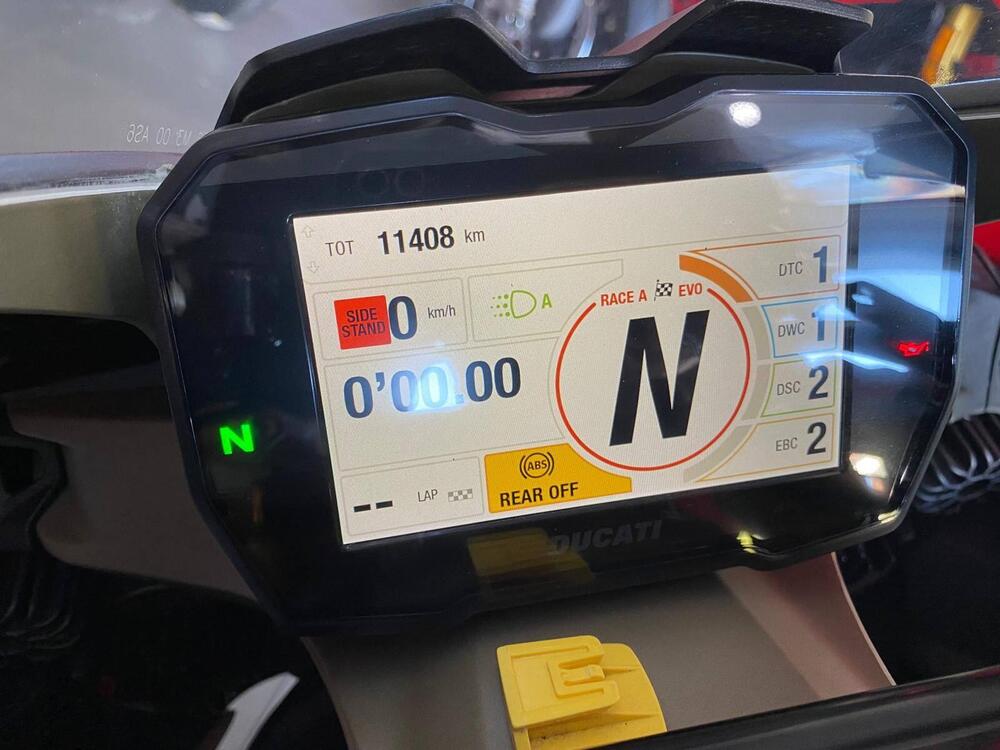 TOT 11408 km
SIDE STAND 0 km/h
A
RACE A EVO
N
DTC 1
DWC 1
DSC 2
EBC 2
0'00.00
N
-- LAP
ABS
REAR OFF
DUCATI